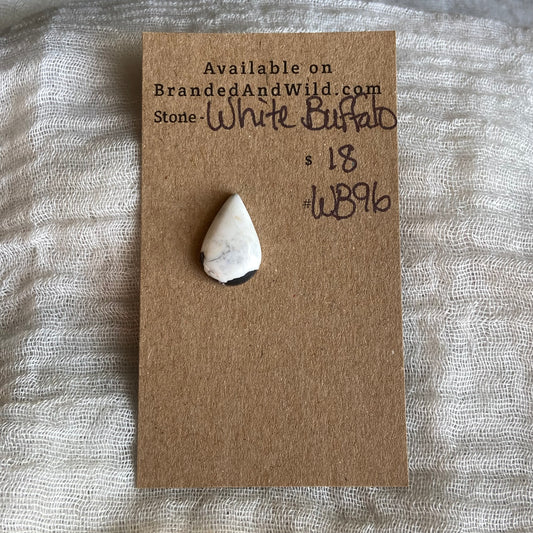 Available on
BrandedAndWild.com
Stone - White Buffalo
$ 18
# WB96